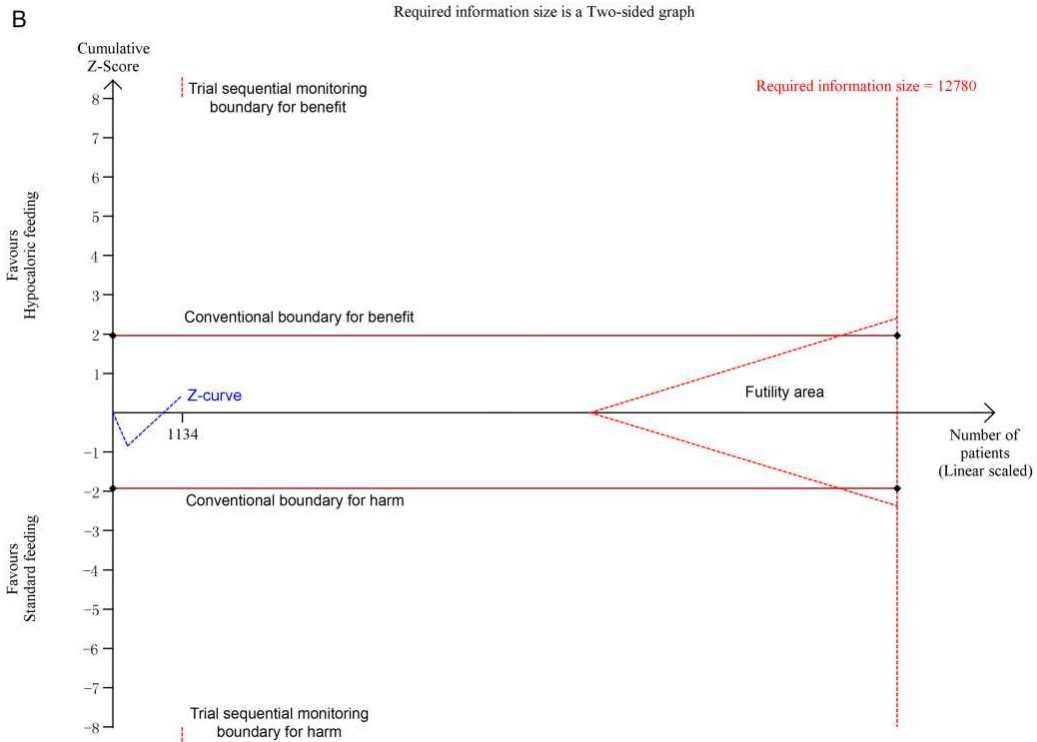 B
Required information size is a Two-sided graph
Cumulative
Z-Score
Trial sequential monitoring
boundary for benefit
Required information size = 12780
8
7
6
5
4
3
2
1
-1
-2
-3
-4
-5
-6
-7
-8
Favours
Hypocaloric feeding
Favours
Standard feeding
Conventional boundary for benefit
Z-curve
1134
Futility area
Number of
patients
(Linear scaled)
Conventional boundary for harm
Trial sequential monitoring
boundary for harm